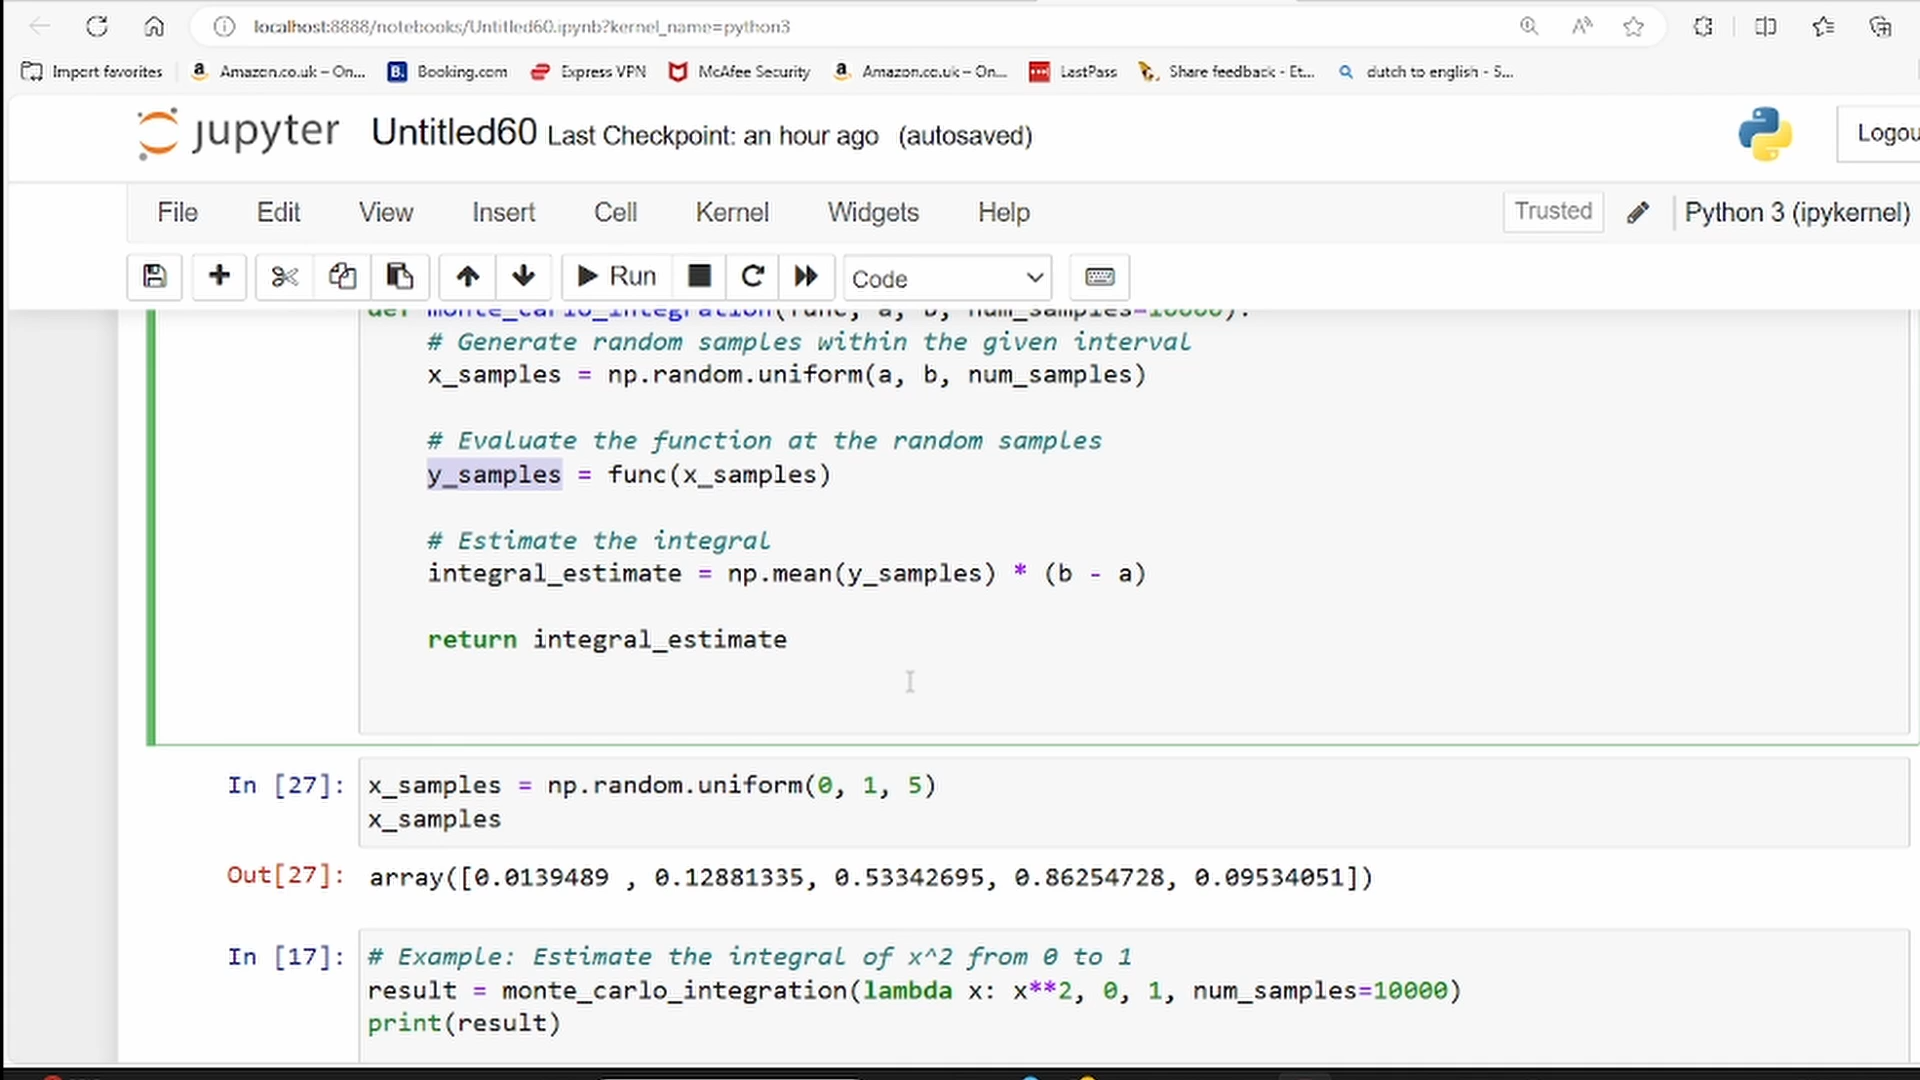 localhost:8888/notebooks/Untitled60.ipynb?kernel_name=python3
Import favorites
Amazon.co.uk – On...
Booking.com
Express VPN
McAfee Security
Amazon.co.uk – On...
LastPass
Share feedback - Et...
dutch to english - S...
jupyter Untitled60 Last Checkpoint: an hour ago (autosaved)
Logou
File Edit View Insert Cell Kernel Widgets Help
Trusted
Python 3 (ipykernel)
Run
Code
def monte_carlo_integration(func, a, b, num_samples=10000):
# Generate random samples within the given interval
x_samples = np.random.uniform(a, b, num_samples)
# Evaluate the function at the random samples
y_samples = func(x_samples)
# Estimate the integral
integral_estimate = np.mean(y_samples) * (b - a)
return integral_estimate
In [27]: x_samples = np.random.uniform(0, 1, 5)
x_samples
Out[27]: array([0.0139489 , 0.12881335, 0.53342695, 0.86254728, 0.09534051])
In [17]: # Example: Estimate the integral of x^2 from 0 to 1
result = monte_carlo_integration(lambda x: x**2, 0, 1, num_samples=10000)
print(result)